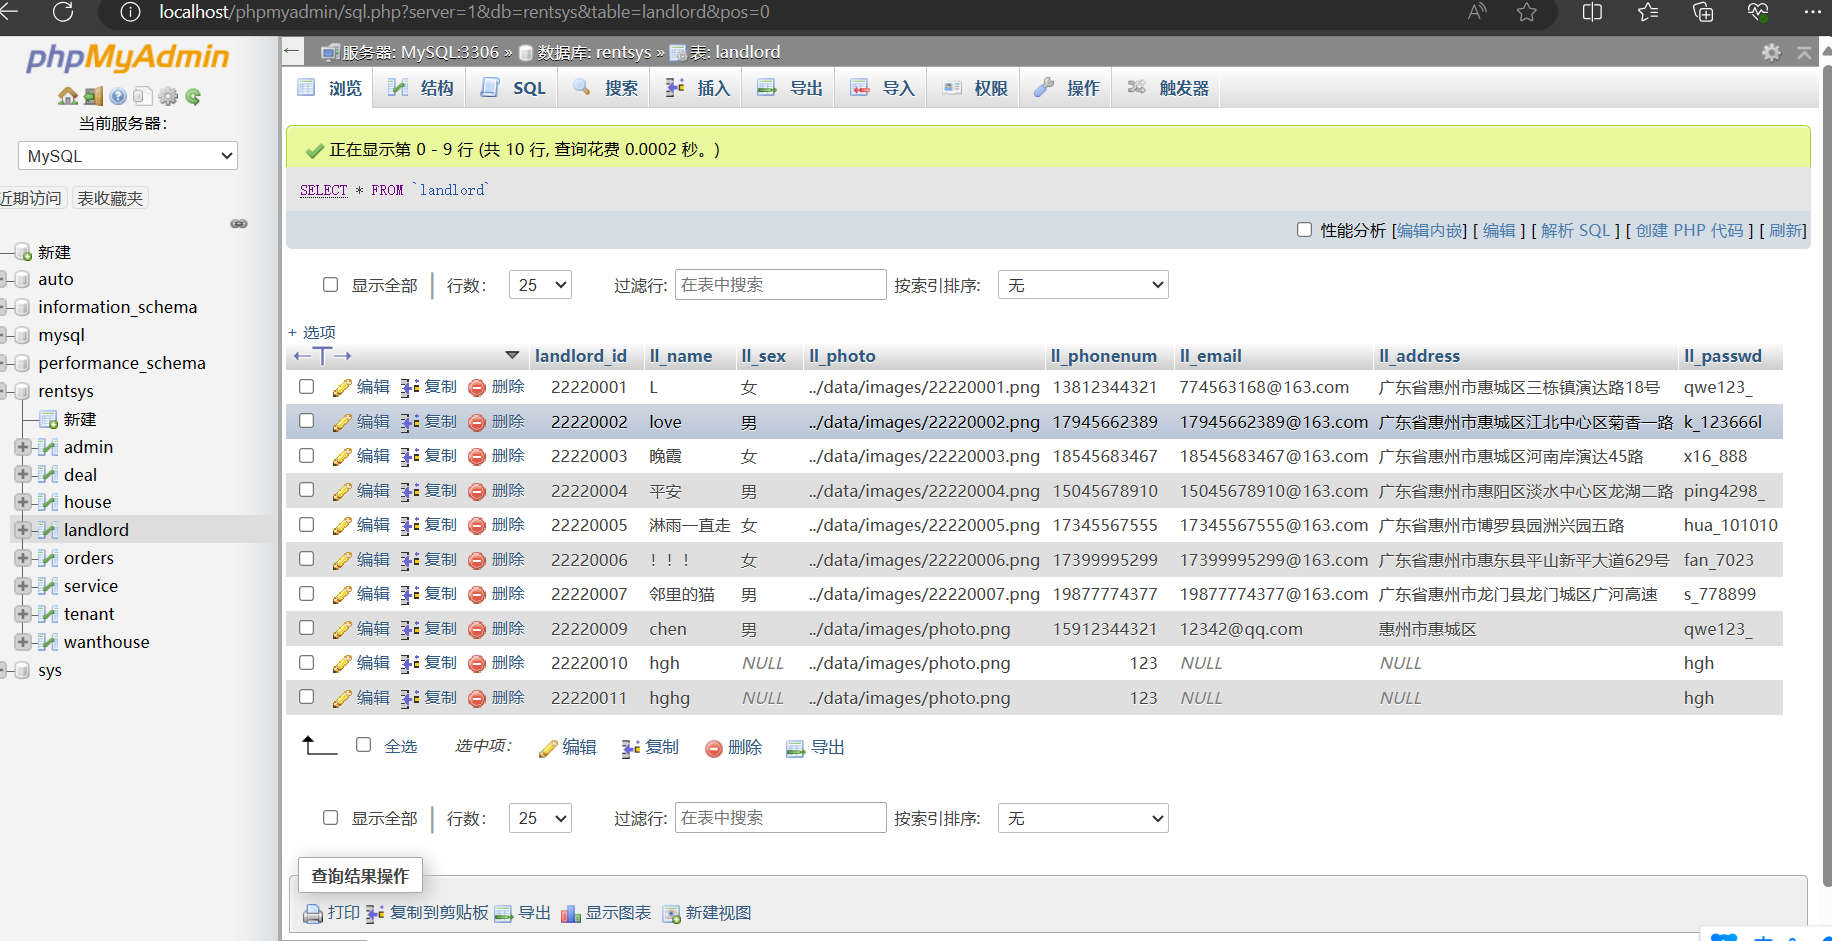 localhost/phpmyadmin/sql.php?server=1&db=rentsys&table=landlord&pos=0
phpMyAdmin
当前服务器:
MySQL
近期访问 表收藏夹
新建
auto
information_schema
mysql
performance_schema
rentsys
新建
admin
deal
house
landlord
orders
service
tenant
wanthouse
sys
服务器: MySQL:3306 » 数据库: rentsys » 表: landlord
浏览 结构 SQL 搜索 插入 导出 导入 权限 操作 触发器
正在显示第 0 - 9 行 (共 10 行, 查询花费 0.0002 秒。)
SELECT * FROM `landlord`
性能分析 [编辑内嵌] [ 编辑 ] [ 解析 SQL ] [ 创建 PHP 代码 ] [ 刷新]
显示全部 行数: 25 过滤行: 在表中搜索 按索引排序: 无
+ 选项
←T→ landlord_id ll_name ll_sex ll_photo ll_phonenum ll_email ll_address ll_passwd
编辑 复制 删除 22220001 L 女 ../data/images/22220001.png 13812344321 774563168@163.com 广东省惠州市惠城区三栋镇演达路18号 qwe123_
编辑 复制 删除 22220002 love 男 ../data/images/22220002.png 17945662389 17945662389@163.com 广东省惠州市惠城区江北中心区菊香一路 k_123666l
编辑 复制 删除 22220003 晚霞 女 ../data/images/22220003.png 18545683467 18545683467@163.com 广东省惠州市惠城区河南岸演达45路 x16_888
编辑 复制 删除 22220004 平安 男 ../data/images/22220004.png 15045678910 15045678910@163.com 广东省惠州市惠阳区淡水中心区龙湖二路 ping4298_
编辑 复制 删除 22220005 淋雨一直走 女 ../data/images/22220005.png 17345567555 17345567555@163.com 广东省惠州市博罗县园洲兴园五路 hua_101010
编辑 复制 删除 22220006 ！！！ 女 ../data/images/22220006.png 17399995299 17399995299@163.com 广东省惠州市惠东县平山新平大道629号 fan_7023
编辑 复制 删除 22220007 邻里的猫 男 ../data/images/22220007.png 19877774377 19877774377@163.com 广东省惠州市龙门县龙门城区广河高速 s_778899
编辑 复制 删除 22220009 chen 男 ../data/images/photo.png 15912344321 12342@qq.com 惠州市惠城区 qwe123_
编辑 复制 删除 22220010 hgh NULL ../data/images/photo.png 123 NULL NULL hgh
编辑 复制 删除 22220011 hghg NULL ../data/images/photo.png 123 NULL NULL hgh
全选 选中项: 编辑 复制 删除 导出
显示全部 行数: 25 过滤行: 在表中搜索 按索引排序: 无
查询结果操作
打印 复制到剪贴板 导出 显示图表 新建视图